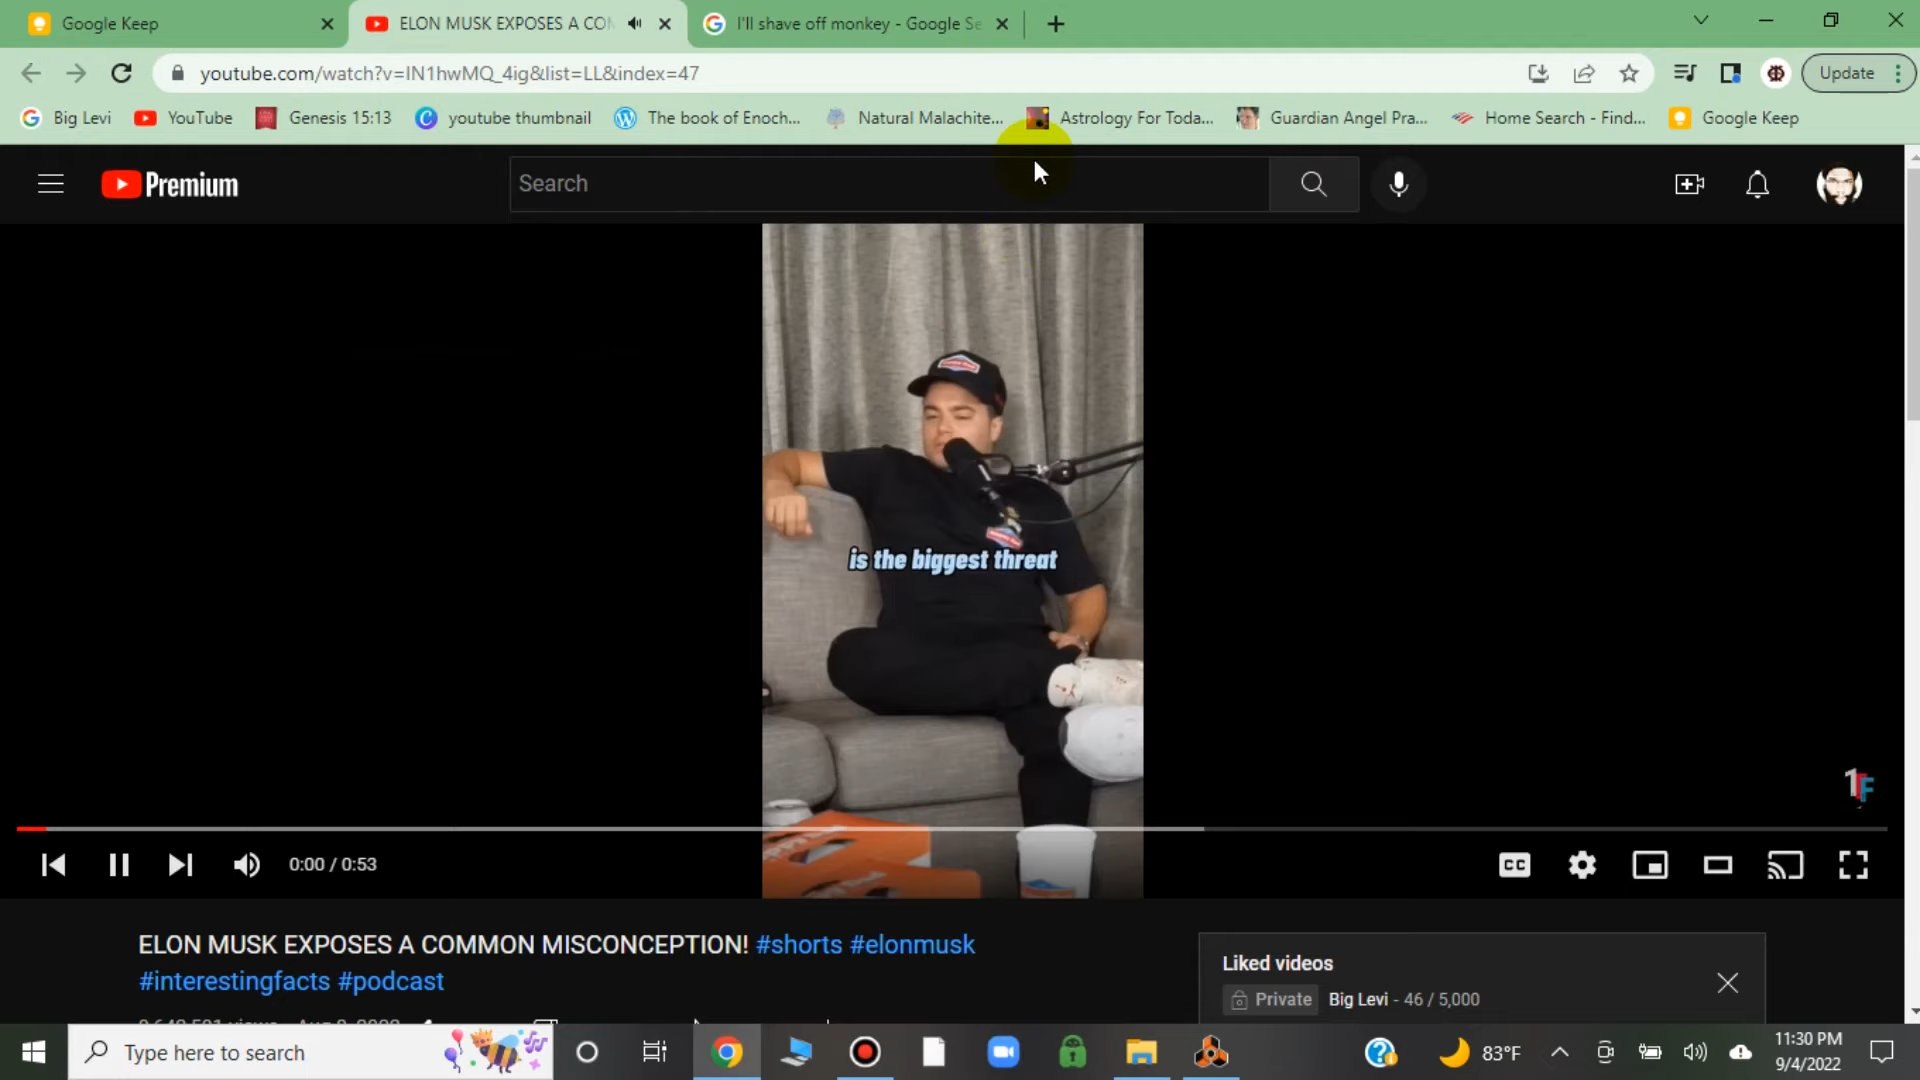 Google Keep
ELON MUSK EXPOSES A COM
I'll shave off monkey - Google Se
youtube.com/watch?v=IN1hwMQ_4ig&list=LL&index=47
Update
Big Levi
YouTube
Genesis 15:13
youtube thumbnail
The book of Enoch...
Natural Malachite...
Astrology For Toda...
Guardian Angel Pra...
Home Search - Find...
Google Keep
Premium
Search
is the biggest threat
1F
0:00 / 0:53
CC
ELON MUSK EXPOSES A COMMON MISCONCEPTION! #shorts #elonmusk
#interestingfacts #podcast
Liked videos
Private Big Levi - 46 / 5,000
Type here to search
83°F
11:30 PM
9/4/2022